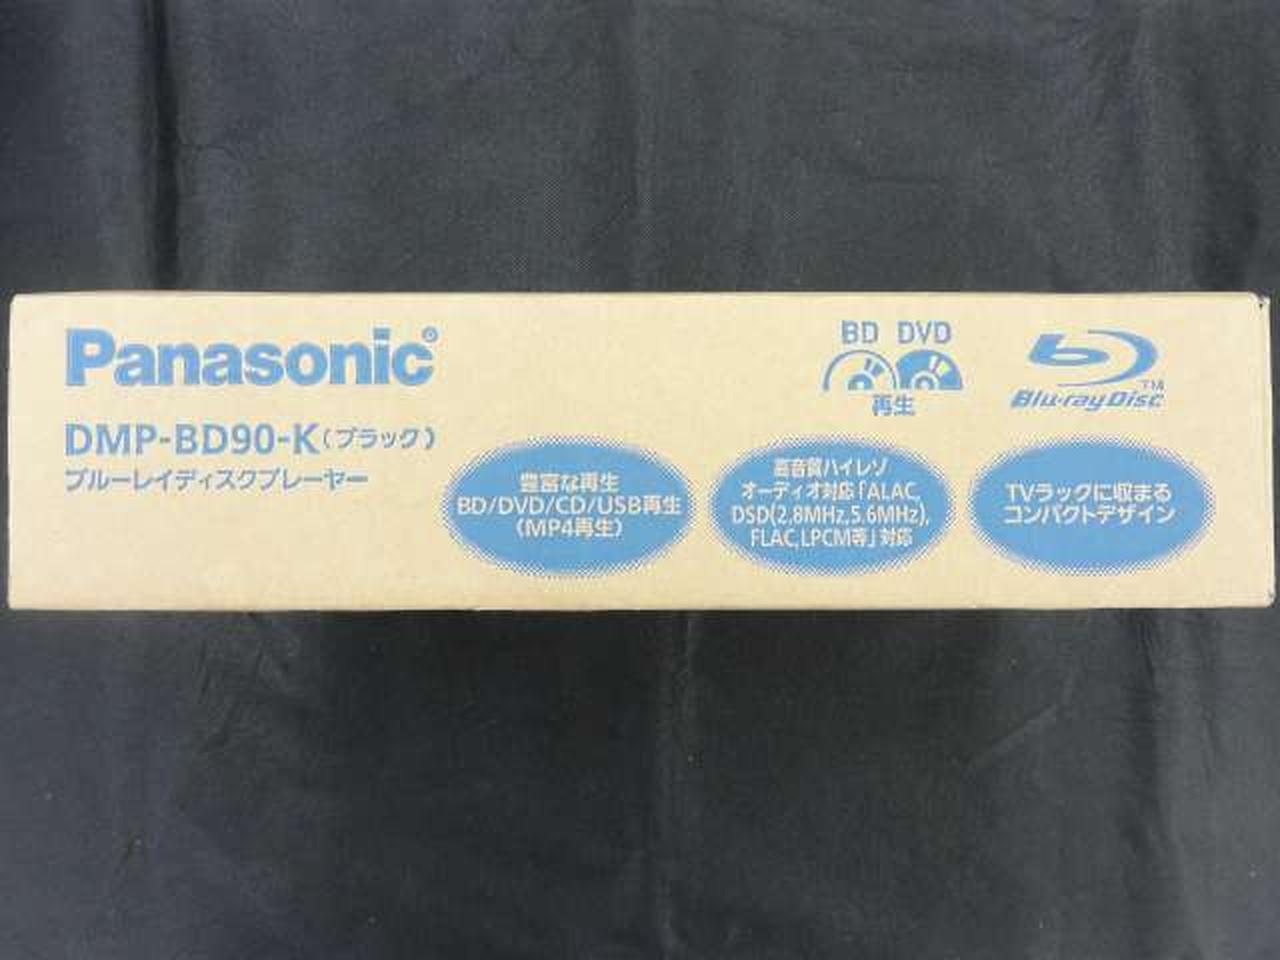 Panasonic®
DMP-BD90-K(ブラック)
ブルーレイディスクプレーヤー
BD DVD
再生
Blu-ray Disc™
豊富な再生
BD/DVD/CD/USB再生
(MP4再生)
高音質ハイレゾ
オーディオ対応「ALAC,
DSD(2.8MHz,5.6MHz),
FLAC,LPCM等」対応
TVラックに収まる
コンパクトデザイン